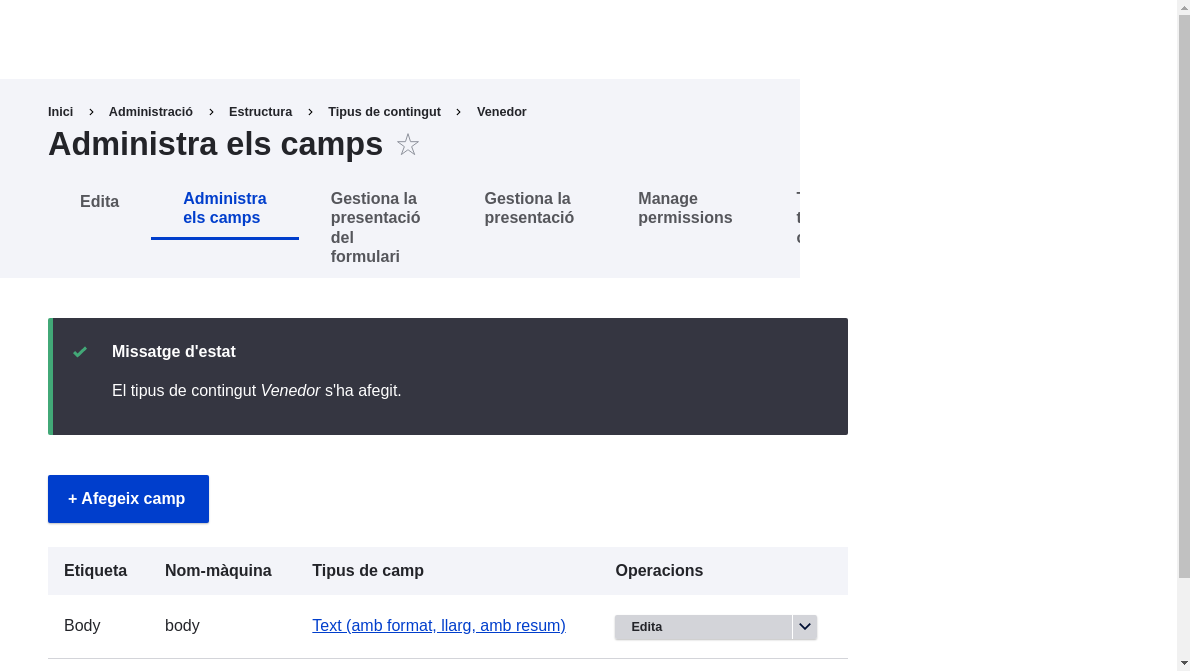 Inici › Administració › Estructura › Tipus de contingut › Venedor
Administra els camps ☆
Edita
Administra
els camps
Gestiona la
presentació
del
formulari
Gestiona la
presentació
Manage
permissions
Missatge d'estat
El tipus de contingut Venedor s'ha afegit.
+ Afegeix camp
Etiqueta Nom-màquina Tipus de camp Operacions
Body body Text (amb format, llarg, amb resum) Edita